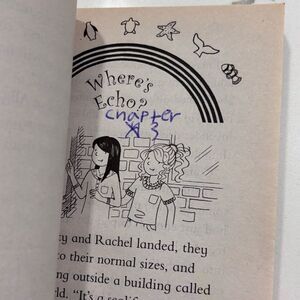 Where's
Echo?
chapter
3
and Rachel landed, they
to their normal sizes, and
outside a building called
"It's a